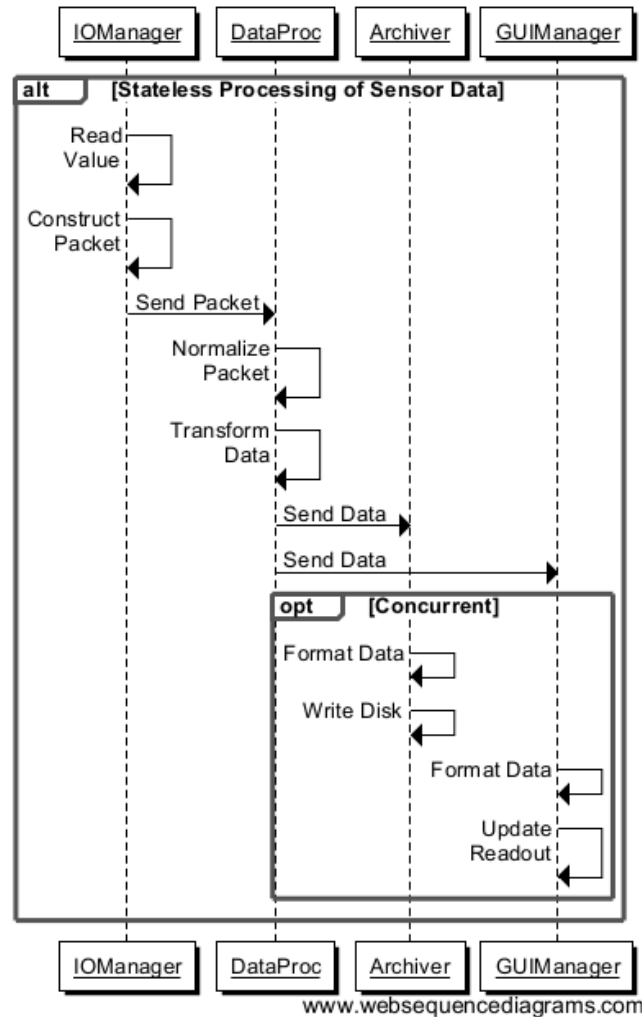 IOManager DataProc Archiver GUIManager
alt [Stateless Processing of Sensor Data]
Read
Value
Construct
Packet
Send Packet
Normalize
Packet
Transform
Data
Send Data
Send Data
opt [Concurrent]
Format Data
Write Disk
Format Data
Update
Readout
IOManager DataProc Archiver GUIManager
www.websequencediagrams.com